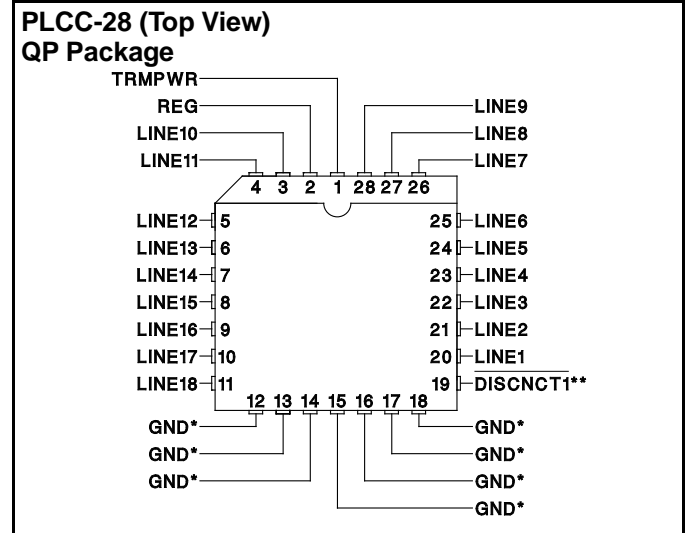 PLCC-28 (Top View)
QP Package
TRMPWR
REG
LINE9
LINE10
LINE8
LINE11
LINE7
4 3 2 1 28 27 26
LINE12 5 25 LINE6
LINE13 6 24 LINE5
LINE14 7 23 LINE4
LINE15 8 22 LINE3
LINE16 9 21 LINE2
LINE17 10 20 LINE1
LINE18 11 19 DISCNCT1**
12 13 14 15 16 17 18
GND* GND*
GND* GND*
GND* GND*
GND*